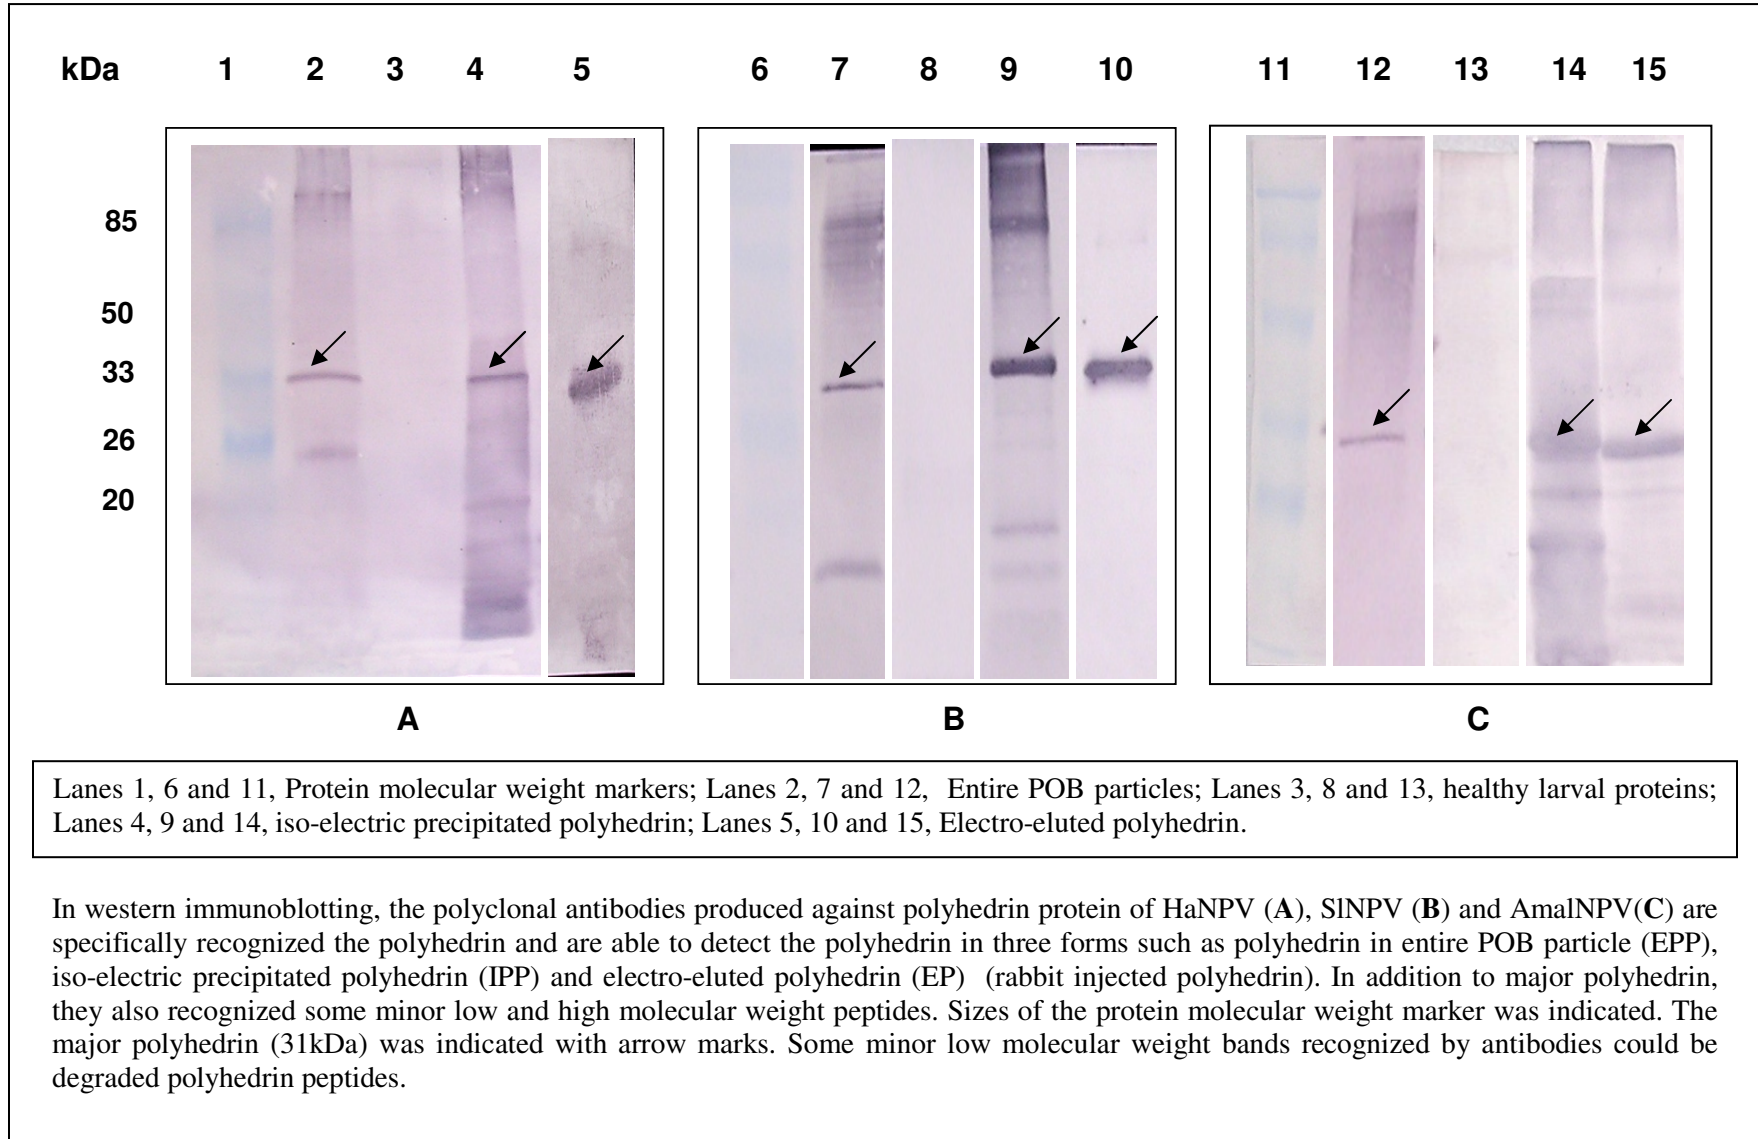 kDa 1 2 3 4 5 6 7 8 9 10 11 12 13 14 15
85
50
33
26
20
A B C
Lanes 1, 6 and 11, Protein molecular weight markers; Lanes 2, 7 and 12, Entire POB particles; Lanes 3, 8 and 13, healthy larval proteins;
Lanes 4, 9 and 14, iso-electric precipitated polyhedrin; Lanes 5, 10 and 15, Electro-eluted polyhedrin.
In western immunoblotting, the polyclonal antibodies produced against polyhedrin protein of HaNPV (A), SlNPV (B) and AmalNPV(C) are
specifically recognized the polyhedrin and are able to detect the polyhedrin in three forms such as polyhedrin in entire POB particle (EPP),
iso-electric precipitated polyhedrin (IPP) and electro-eluted polyhedrin (EP) (rabbit injected polyhedrin). In addition to major polyhedrin,
they also recognized some minor low and high molecular weight peptides. Sizes of the protein molecular weight marker was indicated. The
major polyhedrin (31kDa) was indicated with arrow marks. Some minor low molecular weight bands recognized by antibodies could be
degraded polyhedrin peptides.